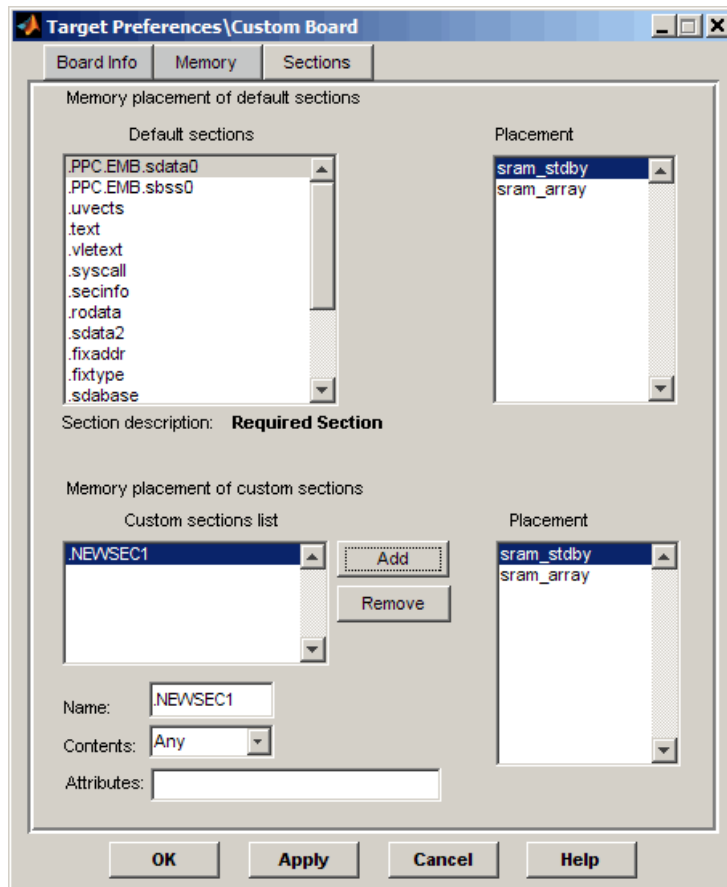 Target Preferences\Custom Board
Board Info Memory Sections
Memory placement of default sections
Default sections Placement
.PPC.EMB.sdata0 sram_stdby
.PPC.EMB.sbss0 sram_array
.uvects
.text
.vletext
.syscall
.secinfo
.rodata
.sdata2
.fixaddr
.fixtype
.sdabase
Section description: Required Section
Memory placement of custom sections
Custom sections list Placement
.NEWSEC1 Add sram_stdby
sram_array
Remove
Name: .NEWSEC1
Contents: Any
Attributes:
OK Apply Cancel Help